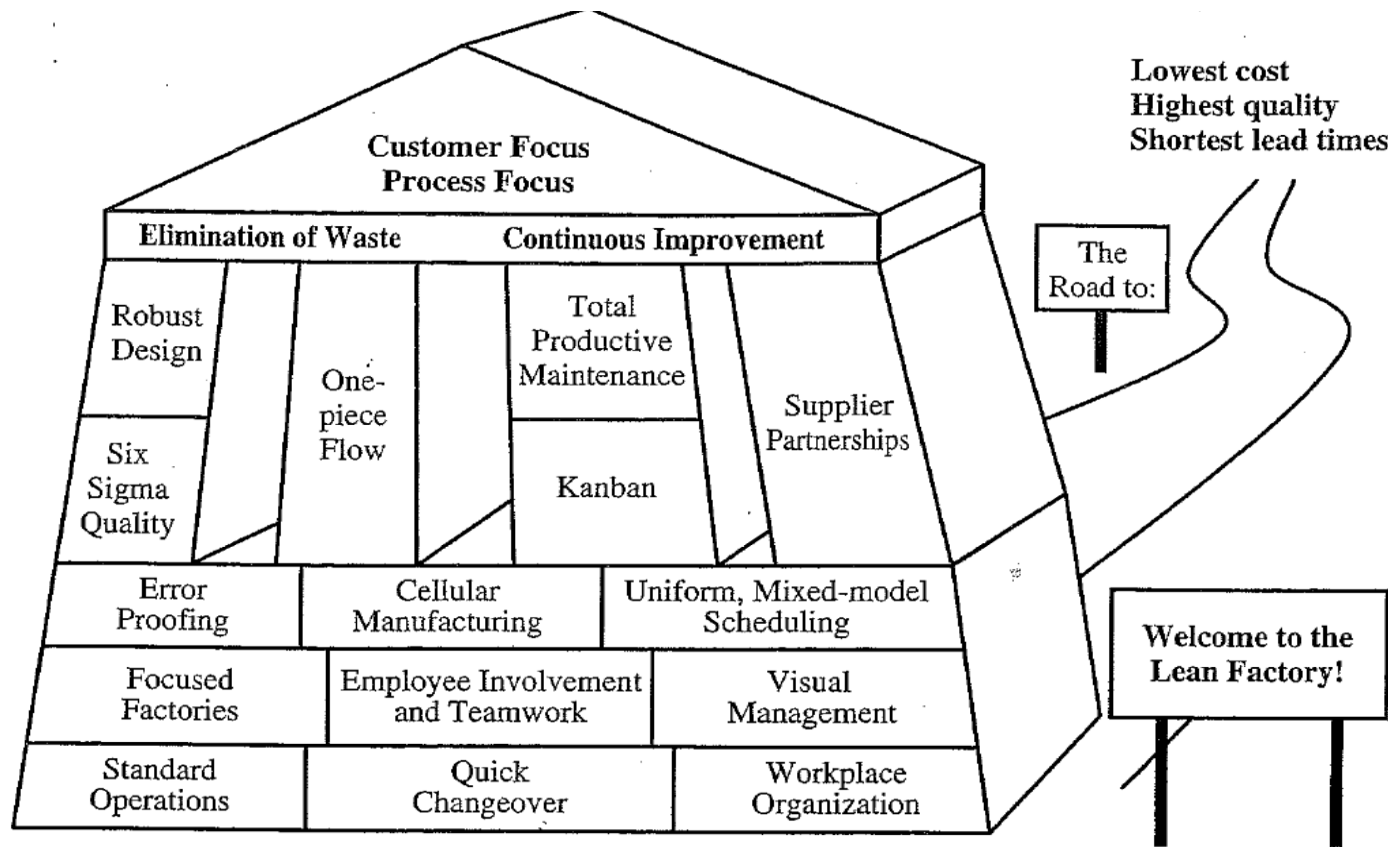 Lowest cost
Highest quality
Shortest lead times
Customer Focus
Process Focus
Elimination of Waste
Continuous Improvement
The
Road to:
Robust
Design
Six
Sigma
Quality
One-
piece
Flow
Total
Productive
Maintenance
Kanban
Supplier
Partnerships
Error
Proofing
Cellular
Manufacturing
Uniform, Mixed-model
Scheduling
Focused
Factories
Employee Involvement
and Teamwork
Visual
Management
Standard
Operations
Quick
Changeover
Workplace
Organization
Welcome to the
Lean Factory!